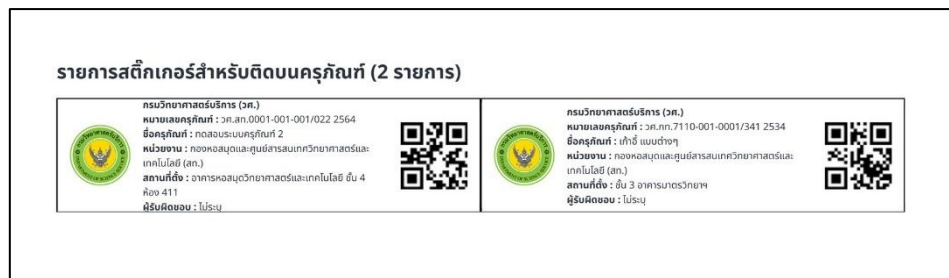 รายการสติ๊กเกอร์สำหรับติดบนครุภัณฑ์ (2 รายการ)
กรมวิทยาศาสตร์บริการ (วศ.)
หมายเลขครุภัณฑ์ : วศ.สท.0001-001-001/022 2564
ชื่อครุภัณฑ์ : ทดสอบระบบครุภัณฑ์ 2
หน่วยงาน : กองหอสมุดและศูนย์สารสนเทศวิทยาศาสตร์และ
เทคโนโลยี (สท.)
สถานที่ตั้ง : อาคารหอสมุดวิทยาศาสตร์และเทคโนโลยี ชั้น 4
ห้อง 411
ผู้รับผิดชอบ : ไม่ระบุ
กรมวิทยาศาสตร์บริการ (วศ.)
หมายเลขครุภัณฑ์ : วศ.กท.7110-001-0001/341 2534
ชื่อครุภัณฑ์ : เก้าอี้ แบบต่างๆ
หน่วยงาน : กองหอสมุดและศูนย์สารสนเทศวิทยาศาสตร์และ
เทคโนโลยี (สท.)
สถานที่ตั้ง : ชั้น 3 อาคารมาตรวิทยาฯ
ผู้รับผิดชอบ : ไม่ระบุ